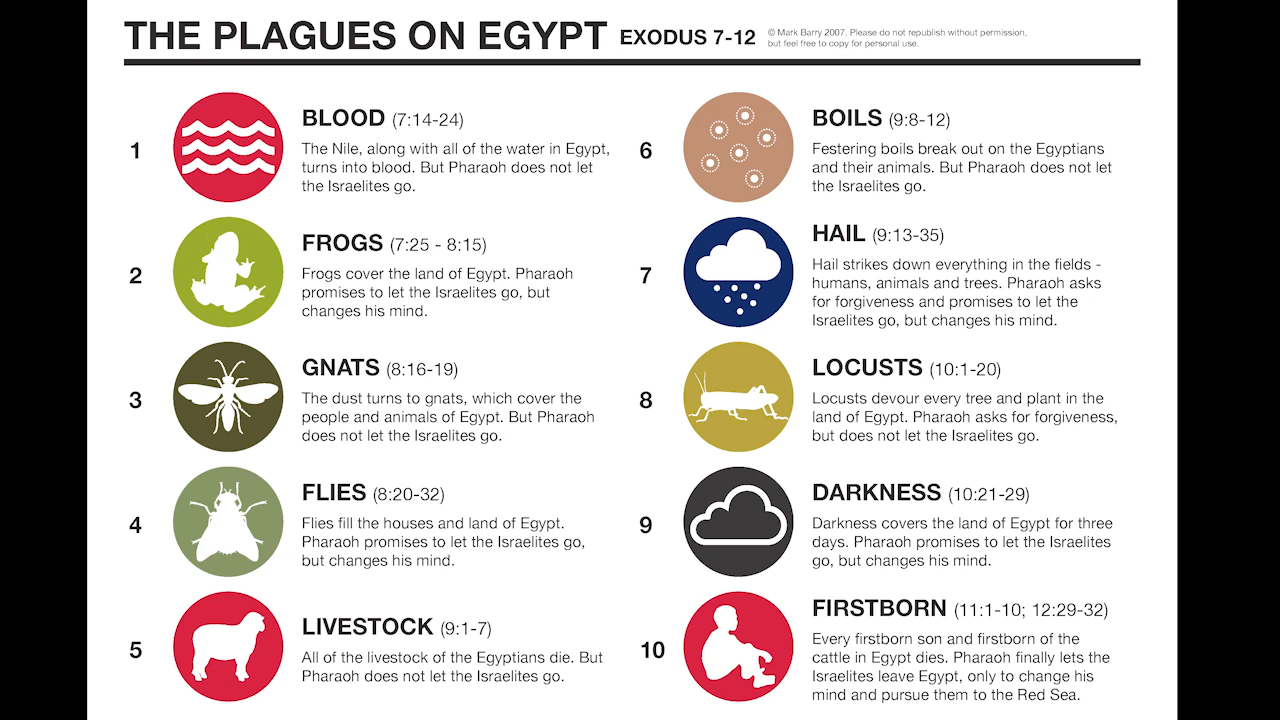 THE PLAGUES ON EGYPT EXODUS 7-12
© Mark Barry 2007. Please do not republish without permission,
but feel free to copy for personal use.
1
BLOOD (7:14-24)
The Nile, along with all of the water in Egypt,
turns into blood. But Pharaoh does not let
the Israelites go.
2
FROGS (7:25 - 8:15)
Frogs cover the land of Egypt. Pharaoh
promises to let the Israelites go, but
changes his mind.
3
GNATS (8:16-19)
The dust turns to gnats, which cover the
people and animals of Egypt. But Pharaoh
does not let the Israelites go.
4
FLIES (8:20-32)
Flies fill the houses and land of Egypt.
Pharaoh promises to let the Israelites go,
but changes his mind.
5
LIVESTOCK (9:1-7)
All of the livestock of the Egyptians die. But
Pharaoh does not let the Israelites go.
6
BOILS (9:8-12)
Festering boils break out on the Egyptians
and their animals. But Pharaoh does not let
the Israelites go.
7
HAIL (9:13-35)
Hail strikes down everything in the fields -
humans, animals and trees. Pharaoh asks
for forgiveness and promises to let the
Israelites go, but changes his mind.
8
LOCUSTS (10:1-20)
Locusts devour every tree and plant in the
land of Egypt. Pharaoh asks for forgiveness,
but does not let the Israelites go.
9
DARKNESS (10:21-29)
Darkness covers the land of Egypt for three
days. Pharaoh promises to let the Israelites
go, but changes his mind.
10
FIRSTBORN (11:1-10; 12:29-32)
Every firstborn son and firstborn of the
cattle in Egypt dies. Pharaoh finally lets the
Israelites leave Egypt, only to change his
mind and pursue them to the Red Sea.